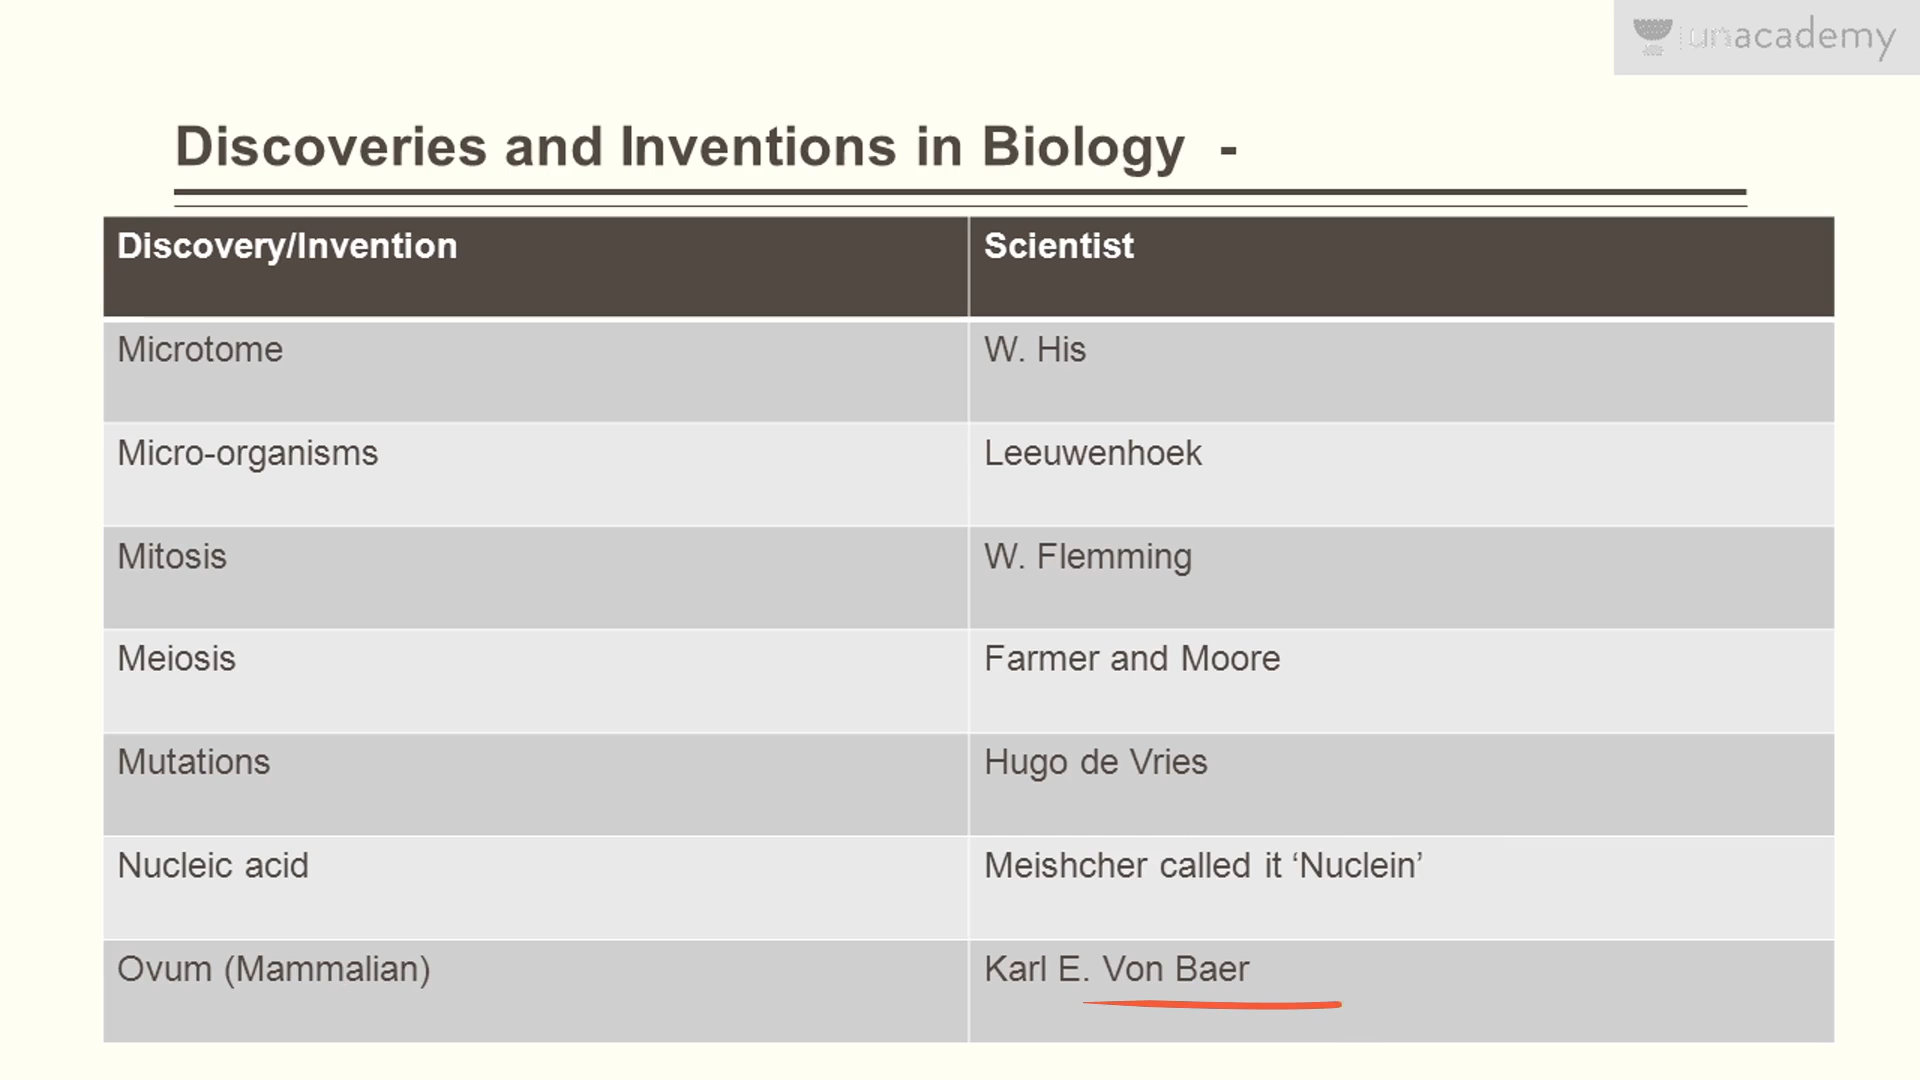 unacademy
Discoveries and Inventions in Biology -
Discovery/Invention Scientist
Microtome W. His
Micro-organisms Leeuwenhoek
Mitosis W. Flemming
Meiosis Farmer and Moore
Mutations Hugo de Vries
Nucleic acid Meishcher called it ‘Nuclein’
Ovum (Mammalian) Karl E. Von Baer